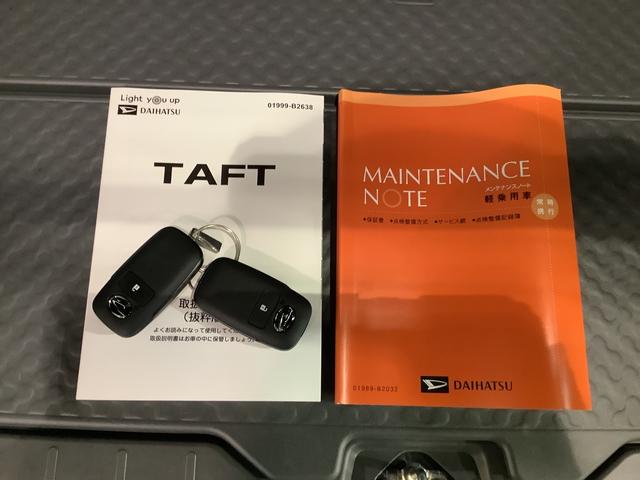 Light you up
DAIHATSU
01999-B2638
TAFT
取扱
(抜粋
よくお読みになって使用してく
取扱説明書はお車の中に保管しましょう
MAINTENANCE
NOTE
メンテナンスノート
軽乗用車
常時
携行
●保証書 ●点検整備方式 ●サービス網 ●点検整備記録簿
01999-B2032
DAIHATSU